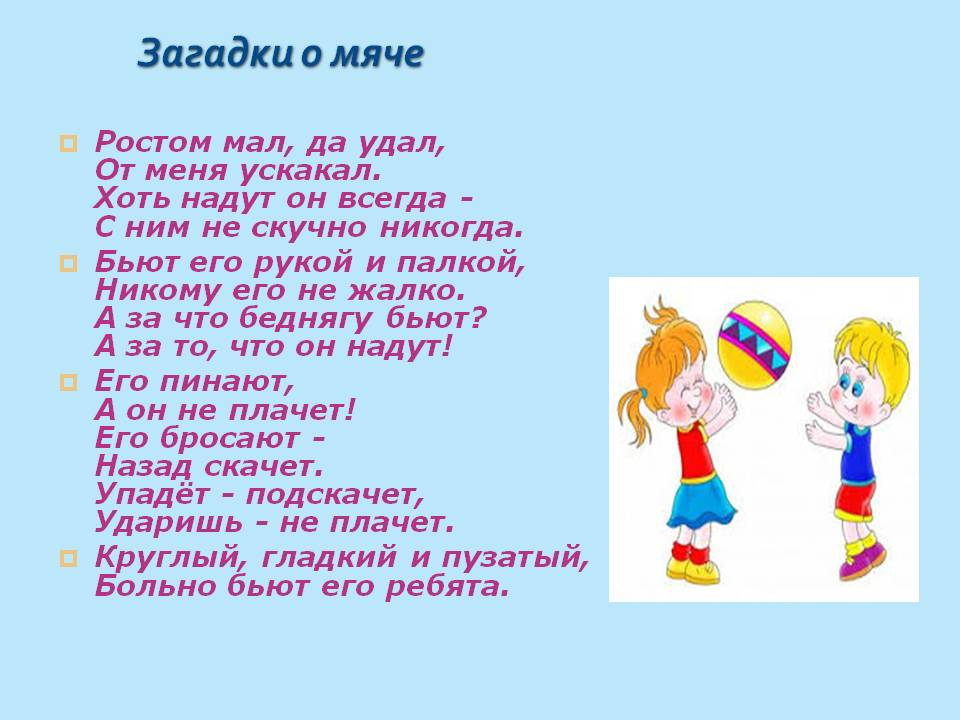 Загадки о мяче
Ростом мал, да удал,
От меня ускакал.
Хоть надут он всегда -
С ним не скучно никогда.
Бьют его рукой и палкой,
Никому его не жалко.
А за что беднягу бьют?
А за то, что он надут!
Его пинают,
А он не плачет!
Его бросают -
Назад скачет.
Упадёт - подскачет,
Ударишь - не плачет.
Круглый, гладкий и пузатый,
Больно бьют его ребята.